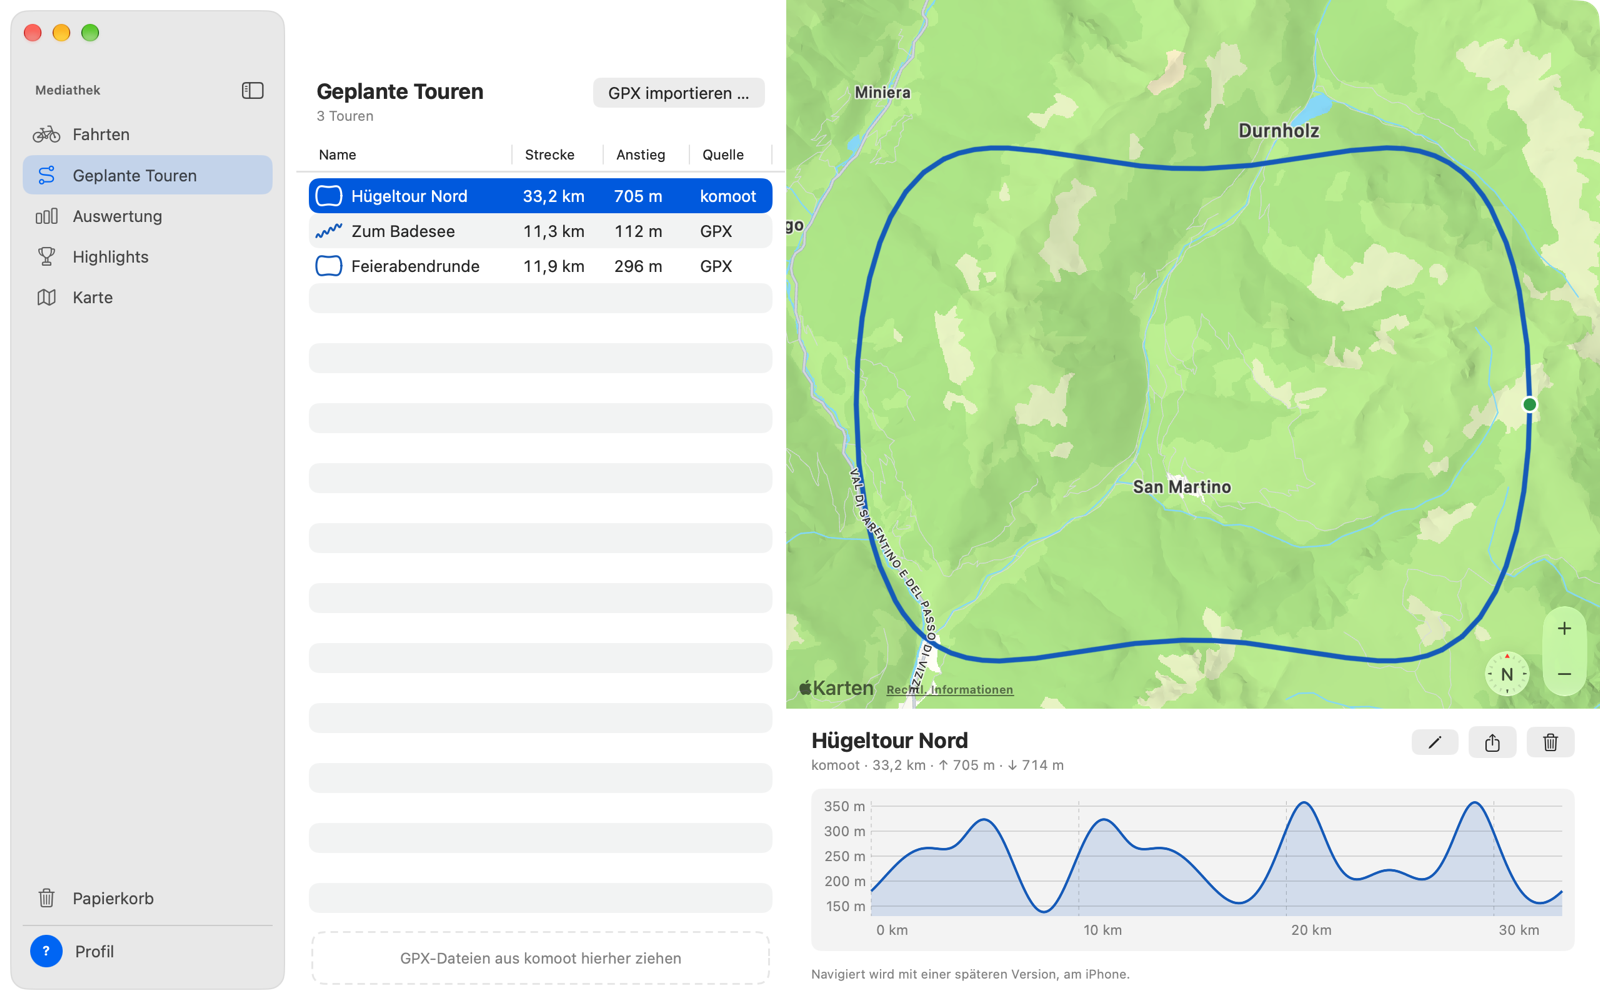 Mediathek
Fahrten
Geplante Touren
Auswertung
Highlights
Karte
Papierkorb
?
Profil
Geplante Touren
3 Touren
GPX importieren ...
Name Strecke Anstieg Quelle
Hügeltour Nord 33,2 km 705 m komoot
Zum Badesee 11,3 km 112 m GPX
Feierabendrunde 11,9 km 296 m GPX
GPX-Dateien aus komoot hierher ziehen
Miniera
Durnholz
go
San Martino
VAL DI SARENTINO E DEL PASSO DI VIZZE
Karten
Rechtl. Informationen
+
−
N
Hügeltour Nord
komoot · 33,2 km · ↑ 705 m · ↓ 714 m
350 m
300 m
250 m
200 m
150 m
0 km 10 km 20 km 30 km
Navigiert wird mit einer späteren Version, am iPhone.